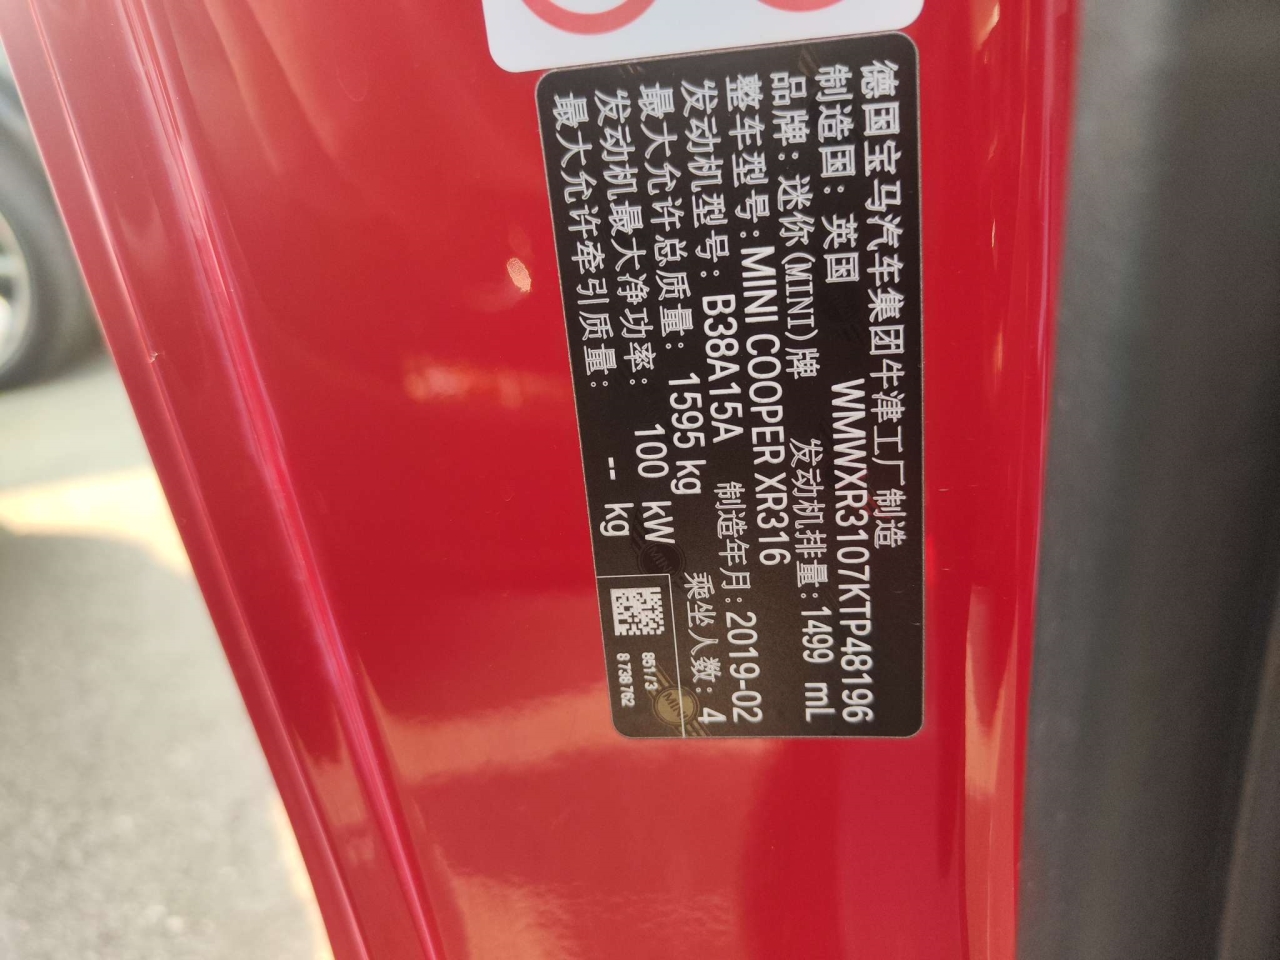 德国宝马汽车集团牛津工厂制造
制造国：英国 WMWXR3107KTP48196
品牌：迷你(MINI)牌 发动机排量：1499 mL
整车型号：MINI COOPER XR316
发动机型号：B38A15A 制造年月：2019-02
最大允许总质量：1595 kg 乘坐人数：4
发动机最大净功率：100 kW
最大允许牵引质量：-- kg
851/3
8 738 762
MINI
MINI